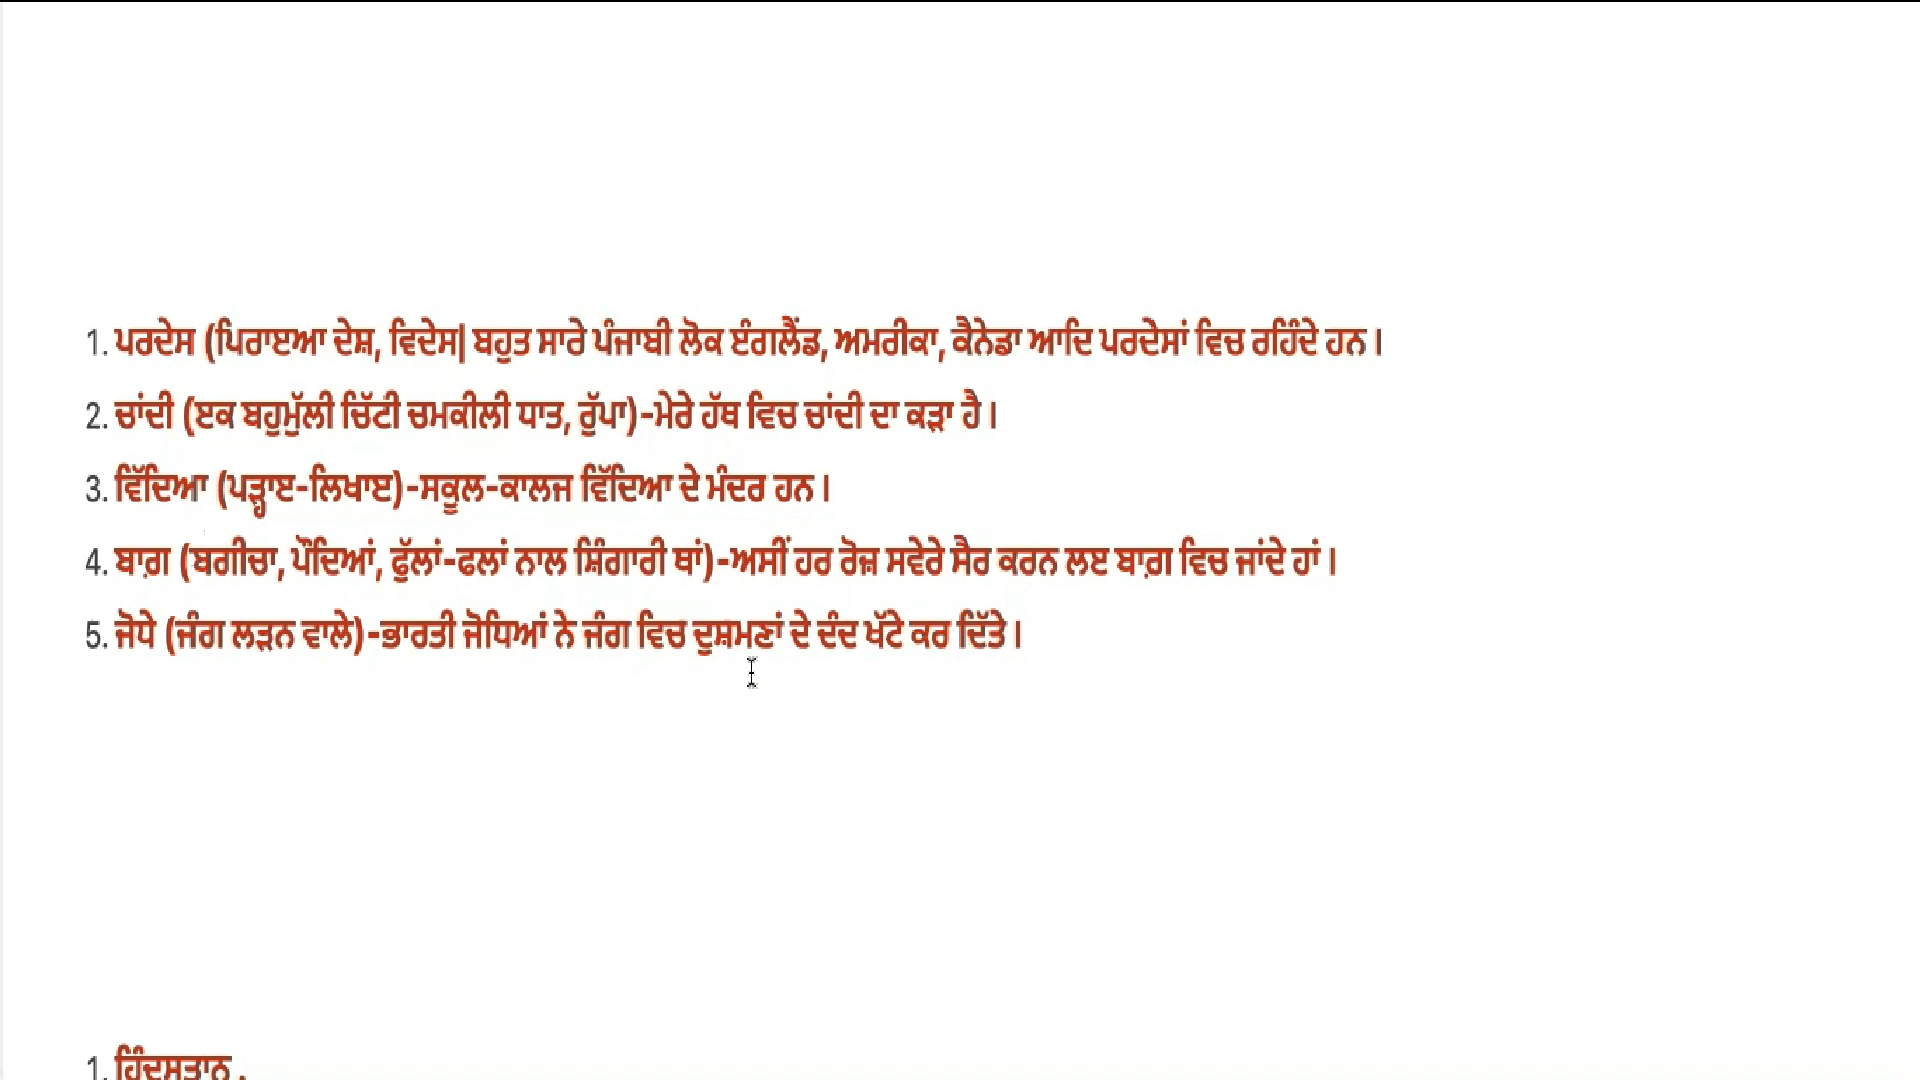 1. ਪਰਦੇਸ (ਪਿਰਾਇਆ ਦੇਸ਼, ਵਿਦੇਸ| ਬਹੁਤ ਸਾਰੇ ਪੰਜਾਬੀ ਲੋਕ ਇੰਗਲੈਂਡ, ਅਮਰੀਕਾ, ਕੈਨੇਡਾ ਆਦਿ ਪਰਦੇਸਾਂ ਵਿਚ ਰਹਿੰਦੇ ਹਨ ।
2. ਚਾਂਦੀ (ਇਕ ਬਹੁਮੁੱਲੀ ਚਿੱਟੀ ਚਮਕੀਲੀ ਧਾਤ, ਰੁੱਪਾ)-ਮੇਰੇ ਹੱਥ ਵਿਚ ਚਾਂਦੀ ਦਾ ਕੜਾ ਹੈ ।
3. ਵਿੱਦਿਆ (ਪੜ੍ਹਾਏ-ਲਿਖਾਏ)-ਸਕੂਲ-ਕਾਲਜ ਵਿੱਦਿਆ ਦੇ ਮੰਦਰ ਹਨ ।
4. ਬਾਗ਼ (ਬਗੀਚਾ, ਪੌਦਿਆਂ, ਫੁੱਲਾਂ-ਫਲਾਂ ਨਾਲ ਸ਼ਿੰਗਾਰੀ ਥਾਂ)-ਅਸੀਂ ਹਰ ਰੋਜ਼ ਸਵੇਰੇ ਸੈਰ ਕਰਨ ਲਏ ਬਾਗ਼ ਵਿਚ ਜਾਂਦੇ ਹਾਂ ।
5. ਜੋਧੇ (ਜੰਗ ਲੜਨ ਵਾਲੇ)-ਭਾਰਤੀ ਜੋਧਿਆਂ ਨੇ ਜੰਗ ਵਿਚ ਦੁਸ਼ਮਣਾਂ ਦੇ ਦੰਦ ਖੱਟੇ ਕਰ ਦਿੱਤੇ ।
1. ਹਿੰਦੁਸਤਾਨ .